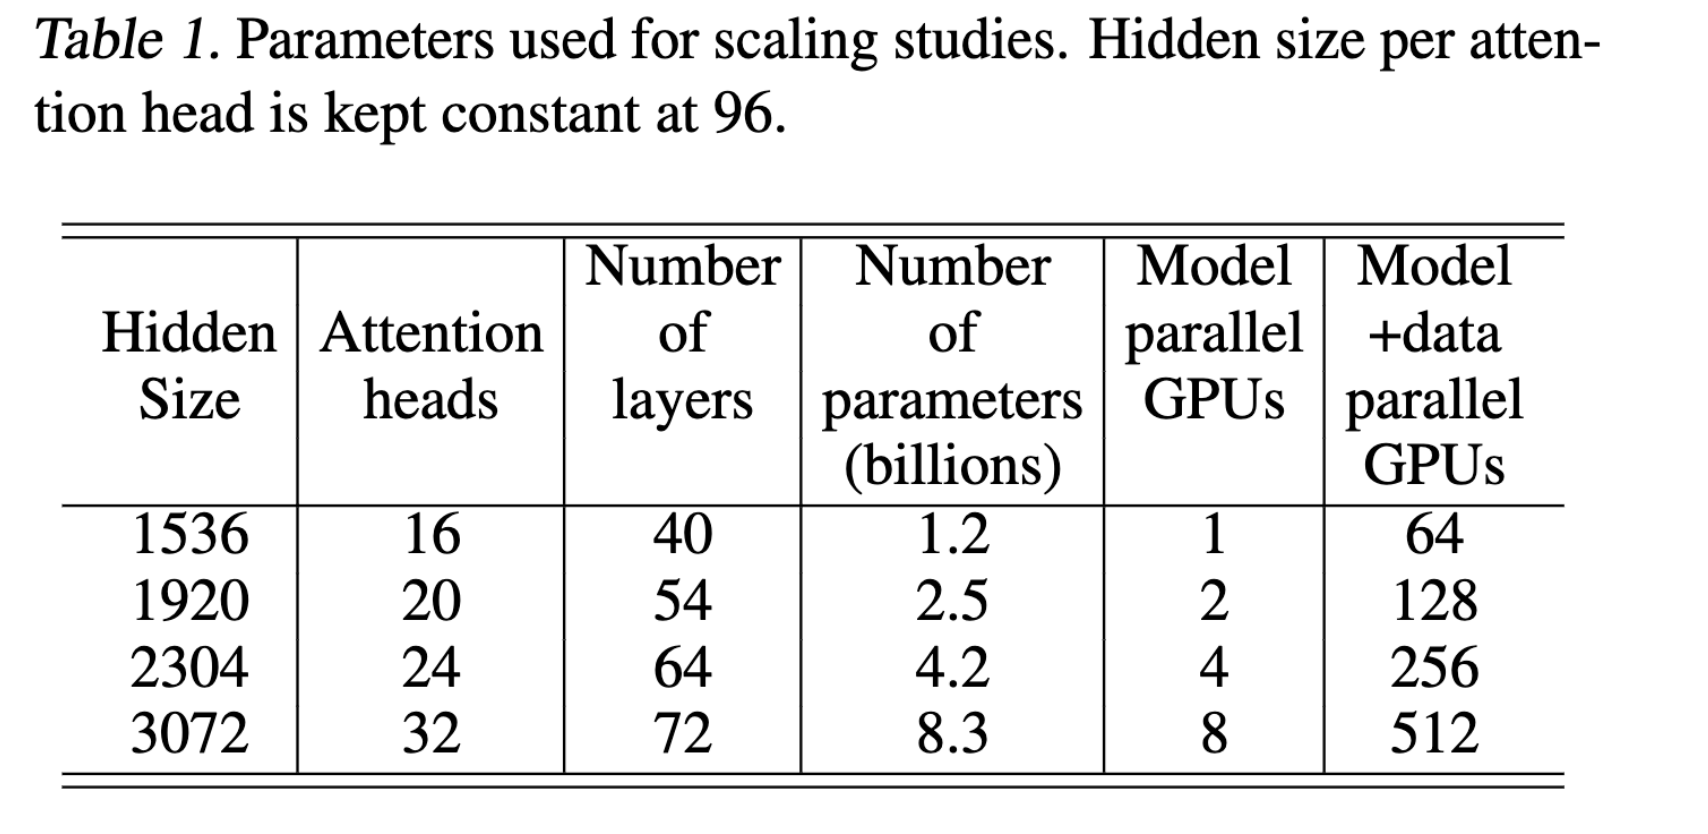 Table 1. Parameters used for scaling studies. Hidden size per atten-
tion head is kept constant at 96.
Hidden Size | Attention heads | Number of layers | Number of parameters (billions) | Model parallel GPUs | Model +data parallel GPUs
1536 | 16 | 40 | 1.2 | 1 | 64
1920 | 20 | 54 | 2.5 | 2 | 128
2304 | 24 | 64 | 4.2 | 4 | 256
3072 | 32 | 72 | 8.3 | 8 | 512